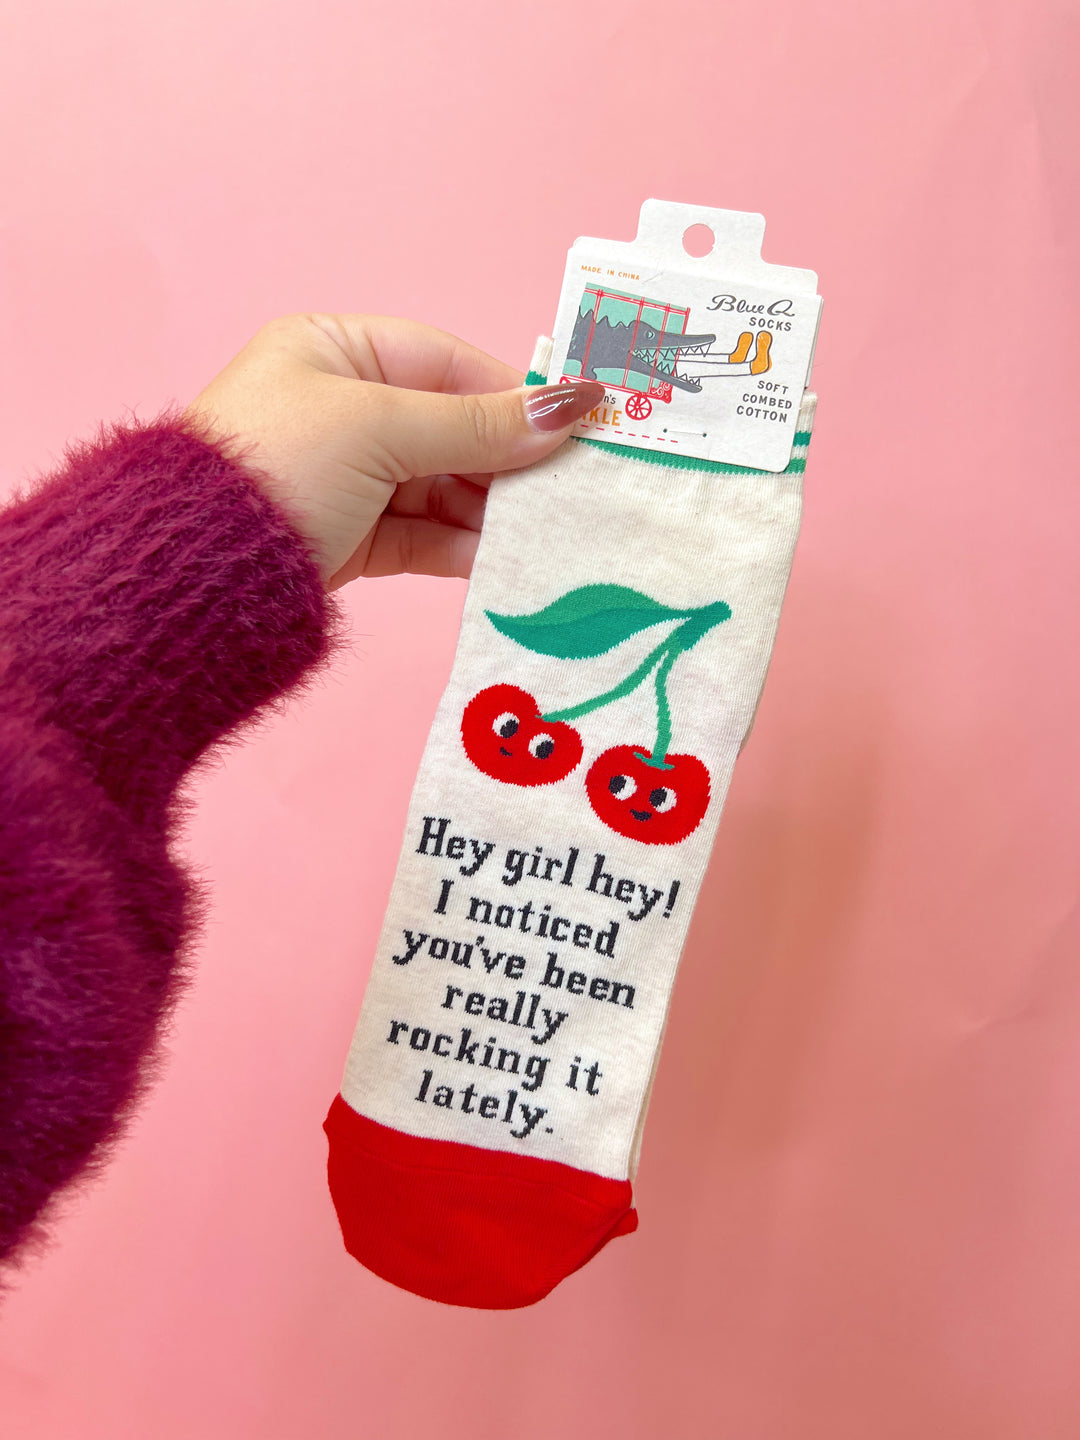 MADE IN CHINA
Blue Q
SOCKS
SOFT
COMBED
COTTON
Hey girl hey!
I noticed
you've been
really
rocking it
lately.